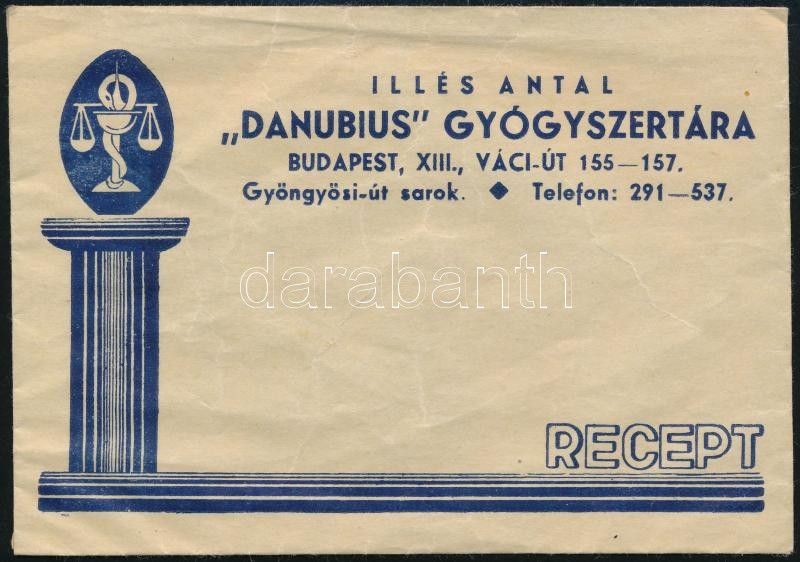 ILLÉS ANTAL
„DANUBIUS” GYÓGYSZERTÁRA
BUDAPEST, XIII., VÁCI-ÚT 155—157.
Gyöngyösi-út sarok. ◆ Telefon: 291—537.
darabanth
RECEPT